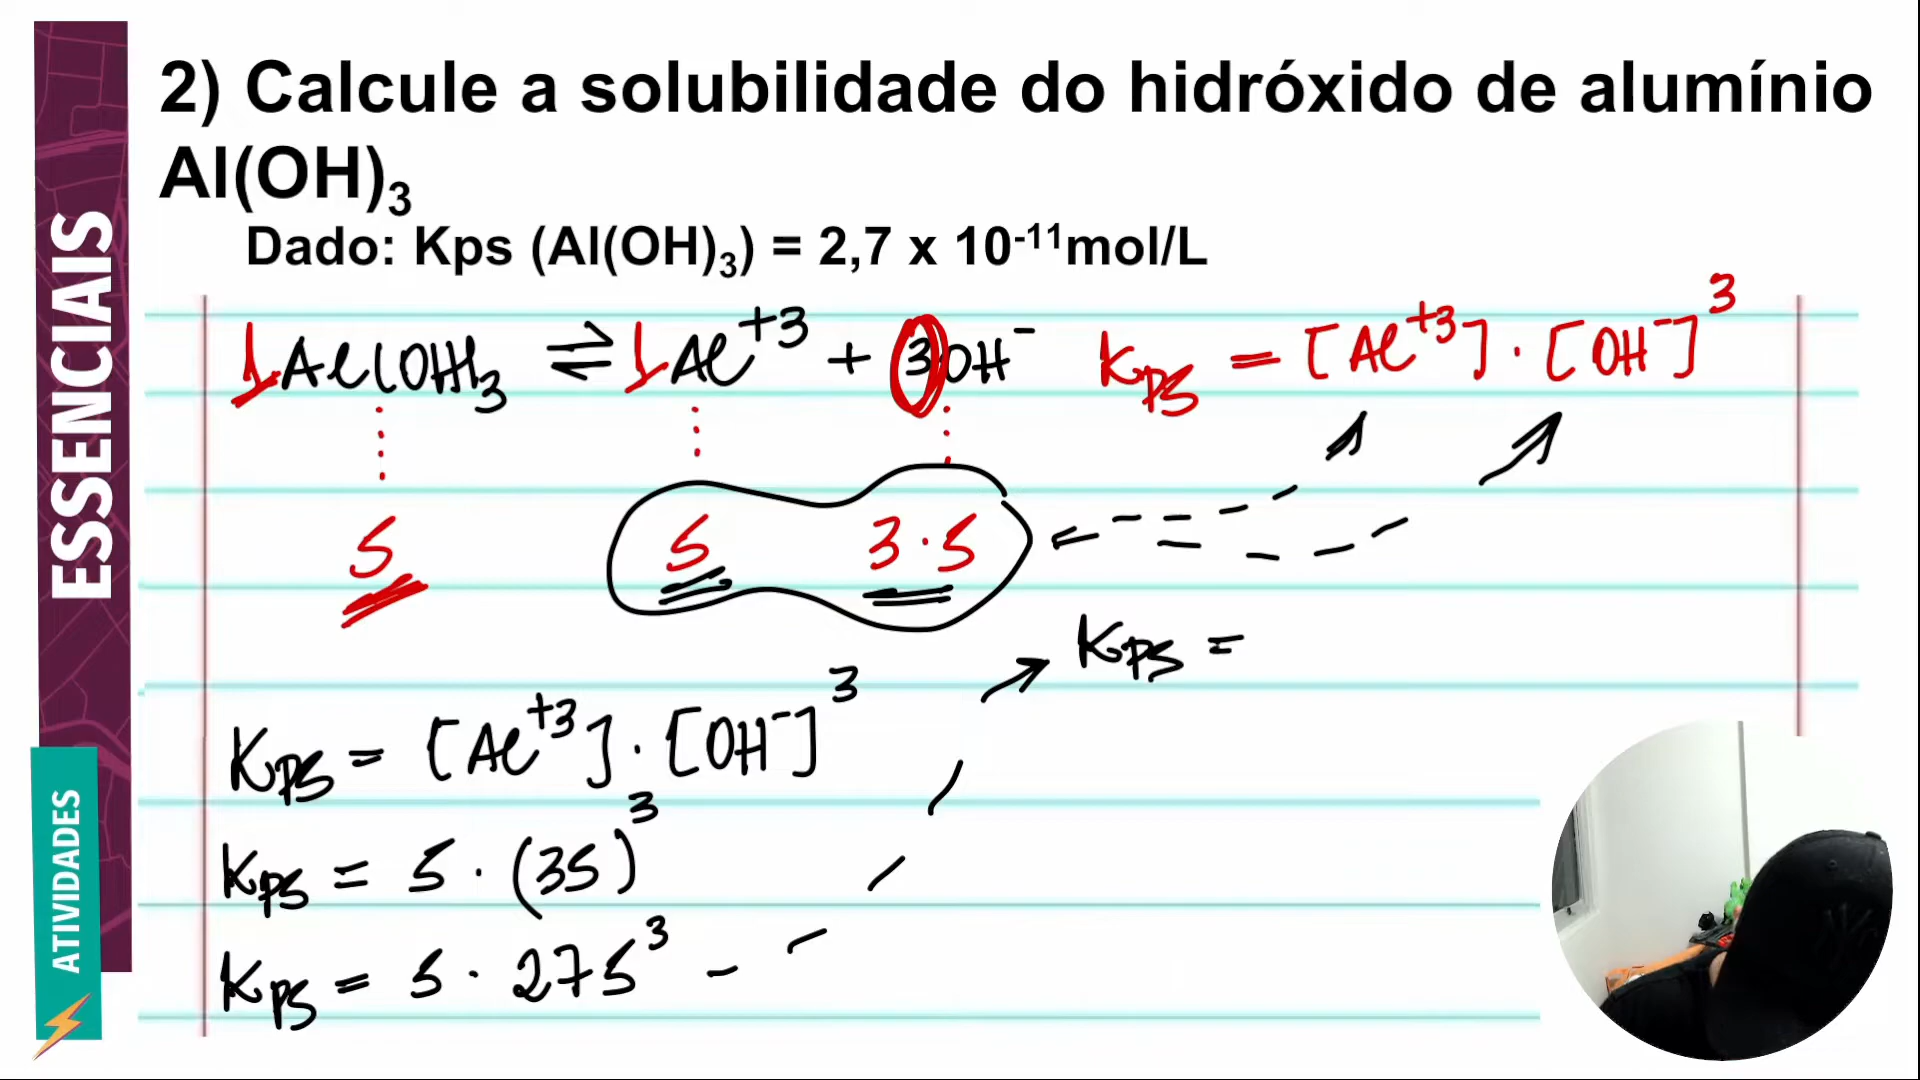 ESSENCIAIS
ATIVIDADES
2) Calcule a solubilidade do hidróxido de alumínio
Al(OH)₃
Dado: Kps (Al(OH)₃) = 2,7 x 10⁻¹¹mol/L
1Al(OH)₃ ⇌ 1Al⁺³ + 3OH⁻
Kps = [Al⁺³] · [OH⁻]³
S S 3·S
Kps = [Al⁺³] · [OH⁻]³
Kps = S · (3S)³
Kps = S · 27S³
Kps =